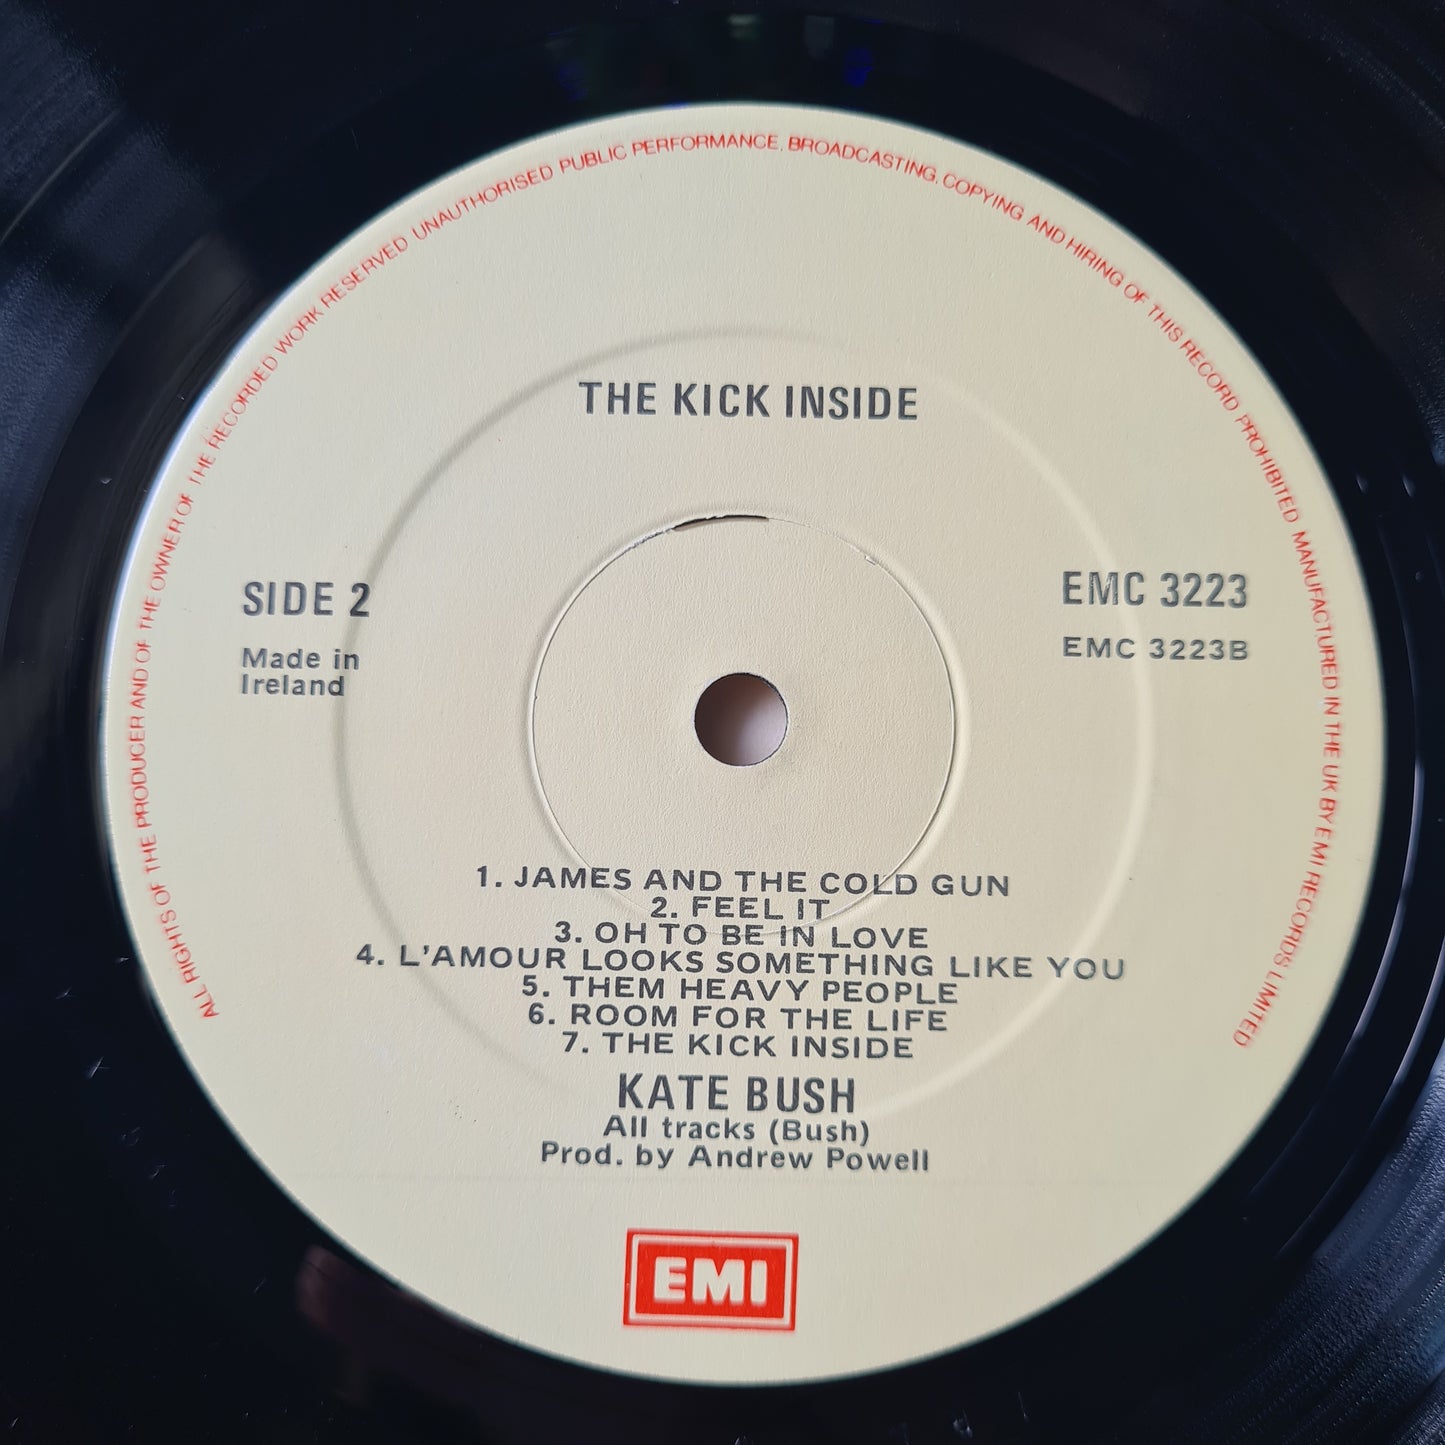 ALL RIGHTS OF THE PRODUCER AND OF THE OWNER OF THE RECORDED WORK RESERVED UNAUTHORISED PUBLIC PERFORMANCE, BROADCASTING, COPYING AND HIRING OF THIS RECORD PROHIBITED MANUFACTURED IN THE UK BY EMI RECORDS LIMITED
THE KICK INSIDE
SIDE 2
Made in
Ireland
EMC 3223
EMC 3223B
1. JAMES AND THE COLD GUN
2. FEEL IT
3. OH TO BE IN LOVE
4. L'AMOUR LOOKS SOMETHING LIKE YOU
5. THEM HEAVY PEOPLE
6. ROOM FOR THE LIFE
7. THE KICK INSIDE
KATE BUSH
All tracks (Bush)
Prod. by Andrew Powell
EMI